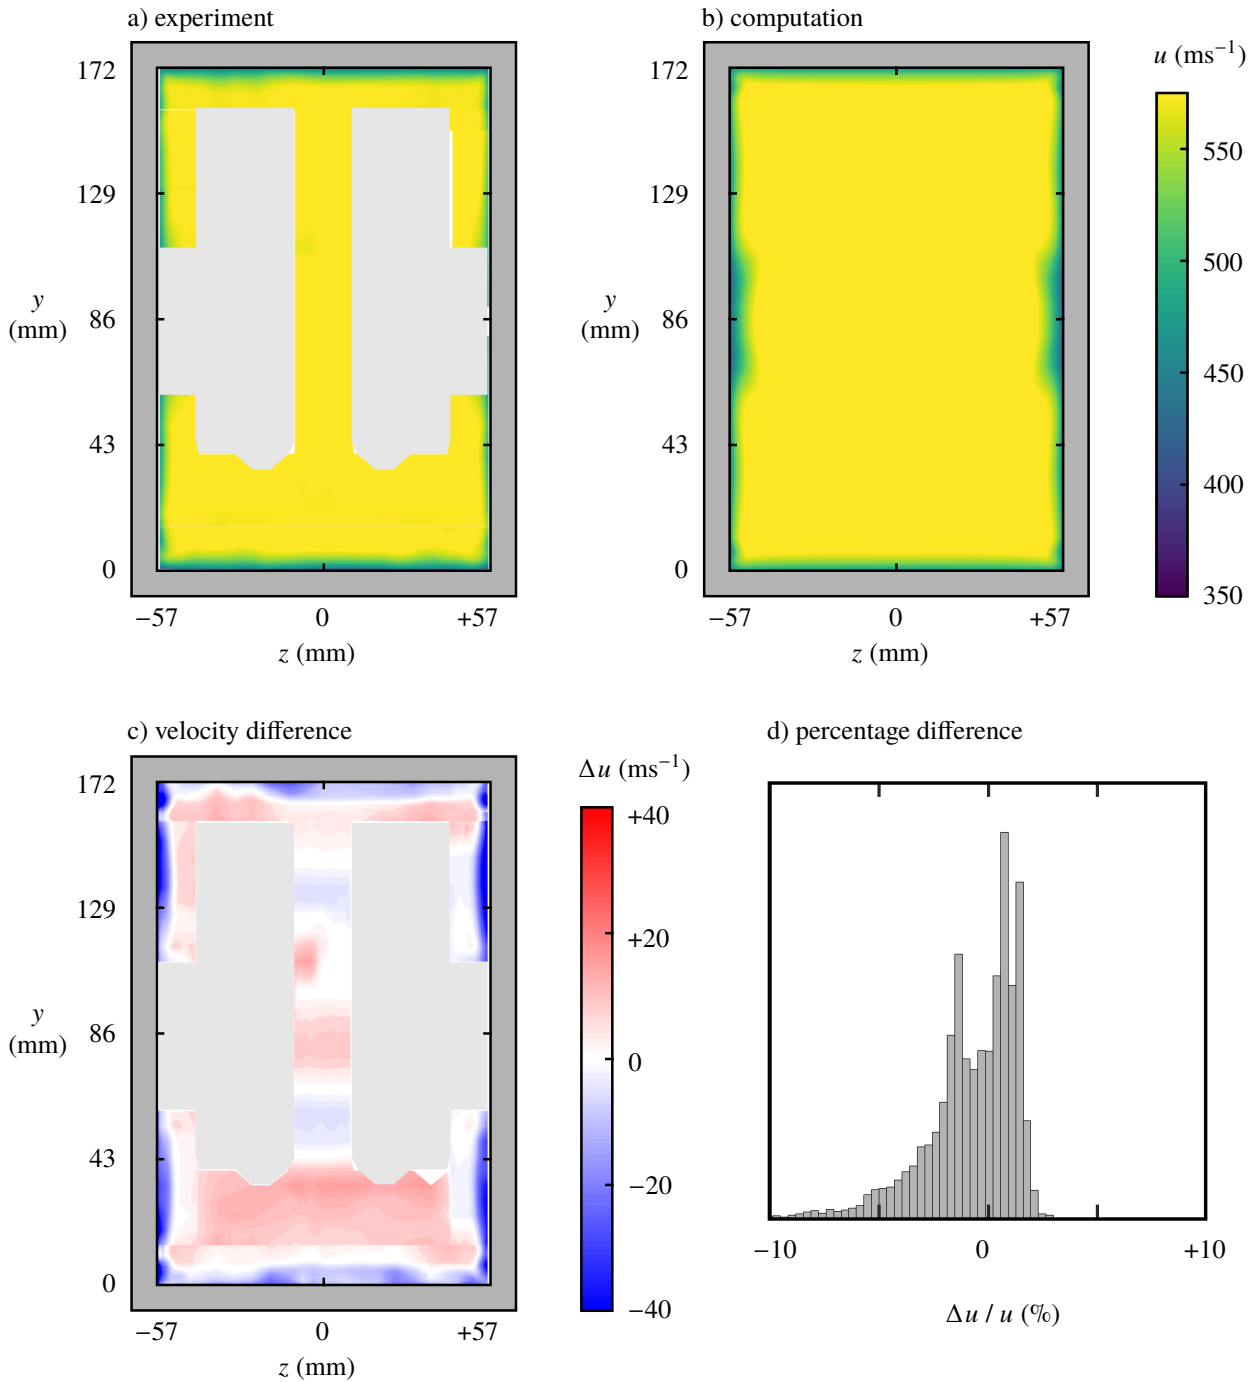 a) experiment
b) computation
172
129
86
43
0
y
(mm)
−57
0
+57
z (mm)
172
129
86
43
0
y
(mm)
−57
0
+57
z (mm)
u (ms⁻¹)
550
500
450
400
350
c) velocity difference
d) percentage difference
172
129
86
43
0
y
(mm)
−57
0
+57
z (mm)
Δu (ms⁻¹)
+40
+20
0
−20
−40
−10
0
+10
Δu / u (%)